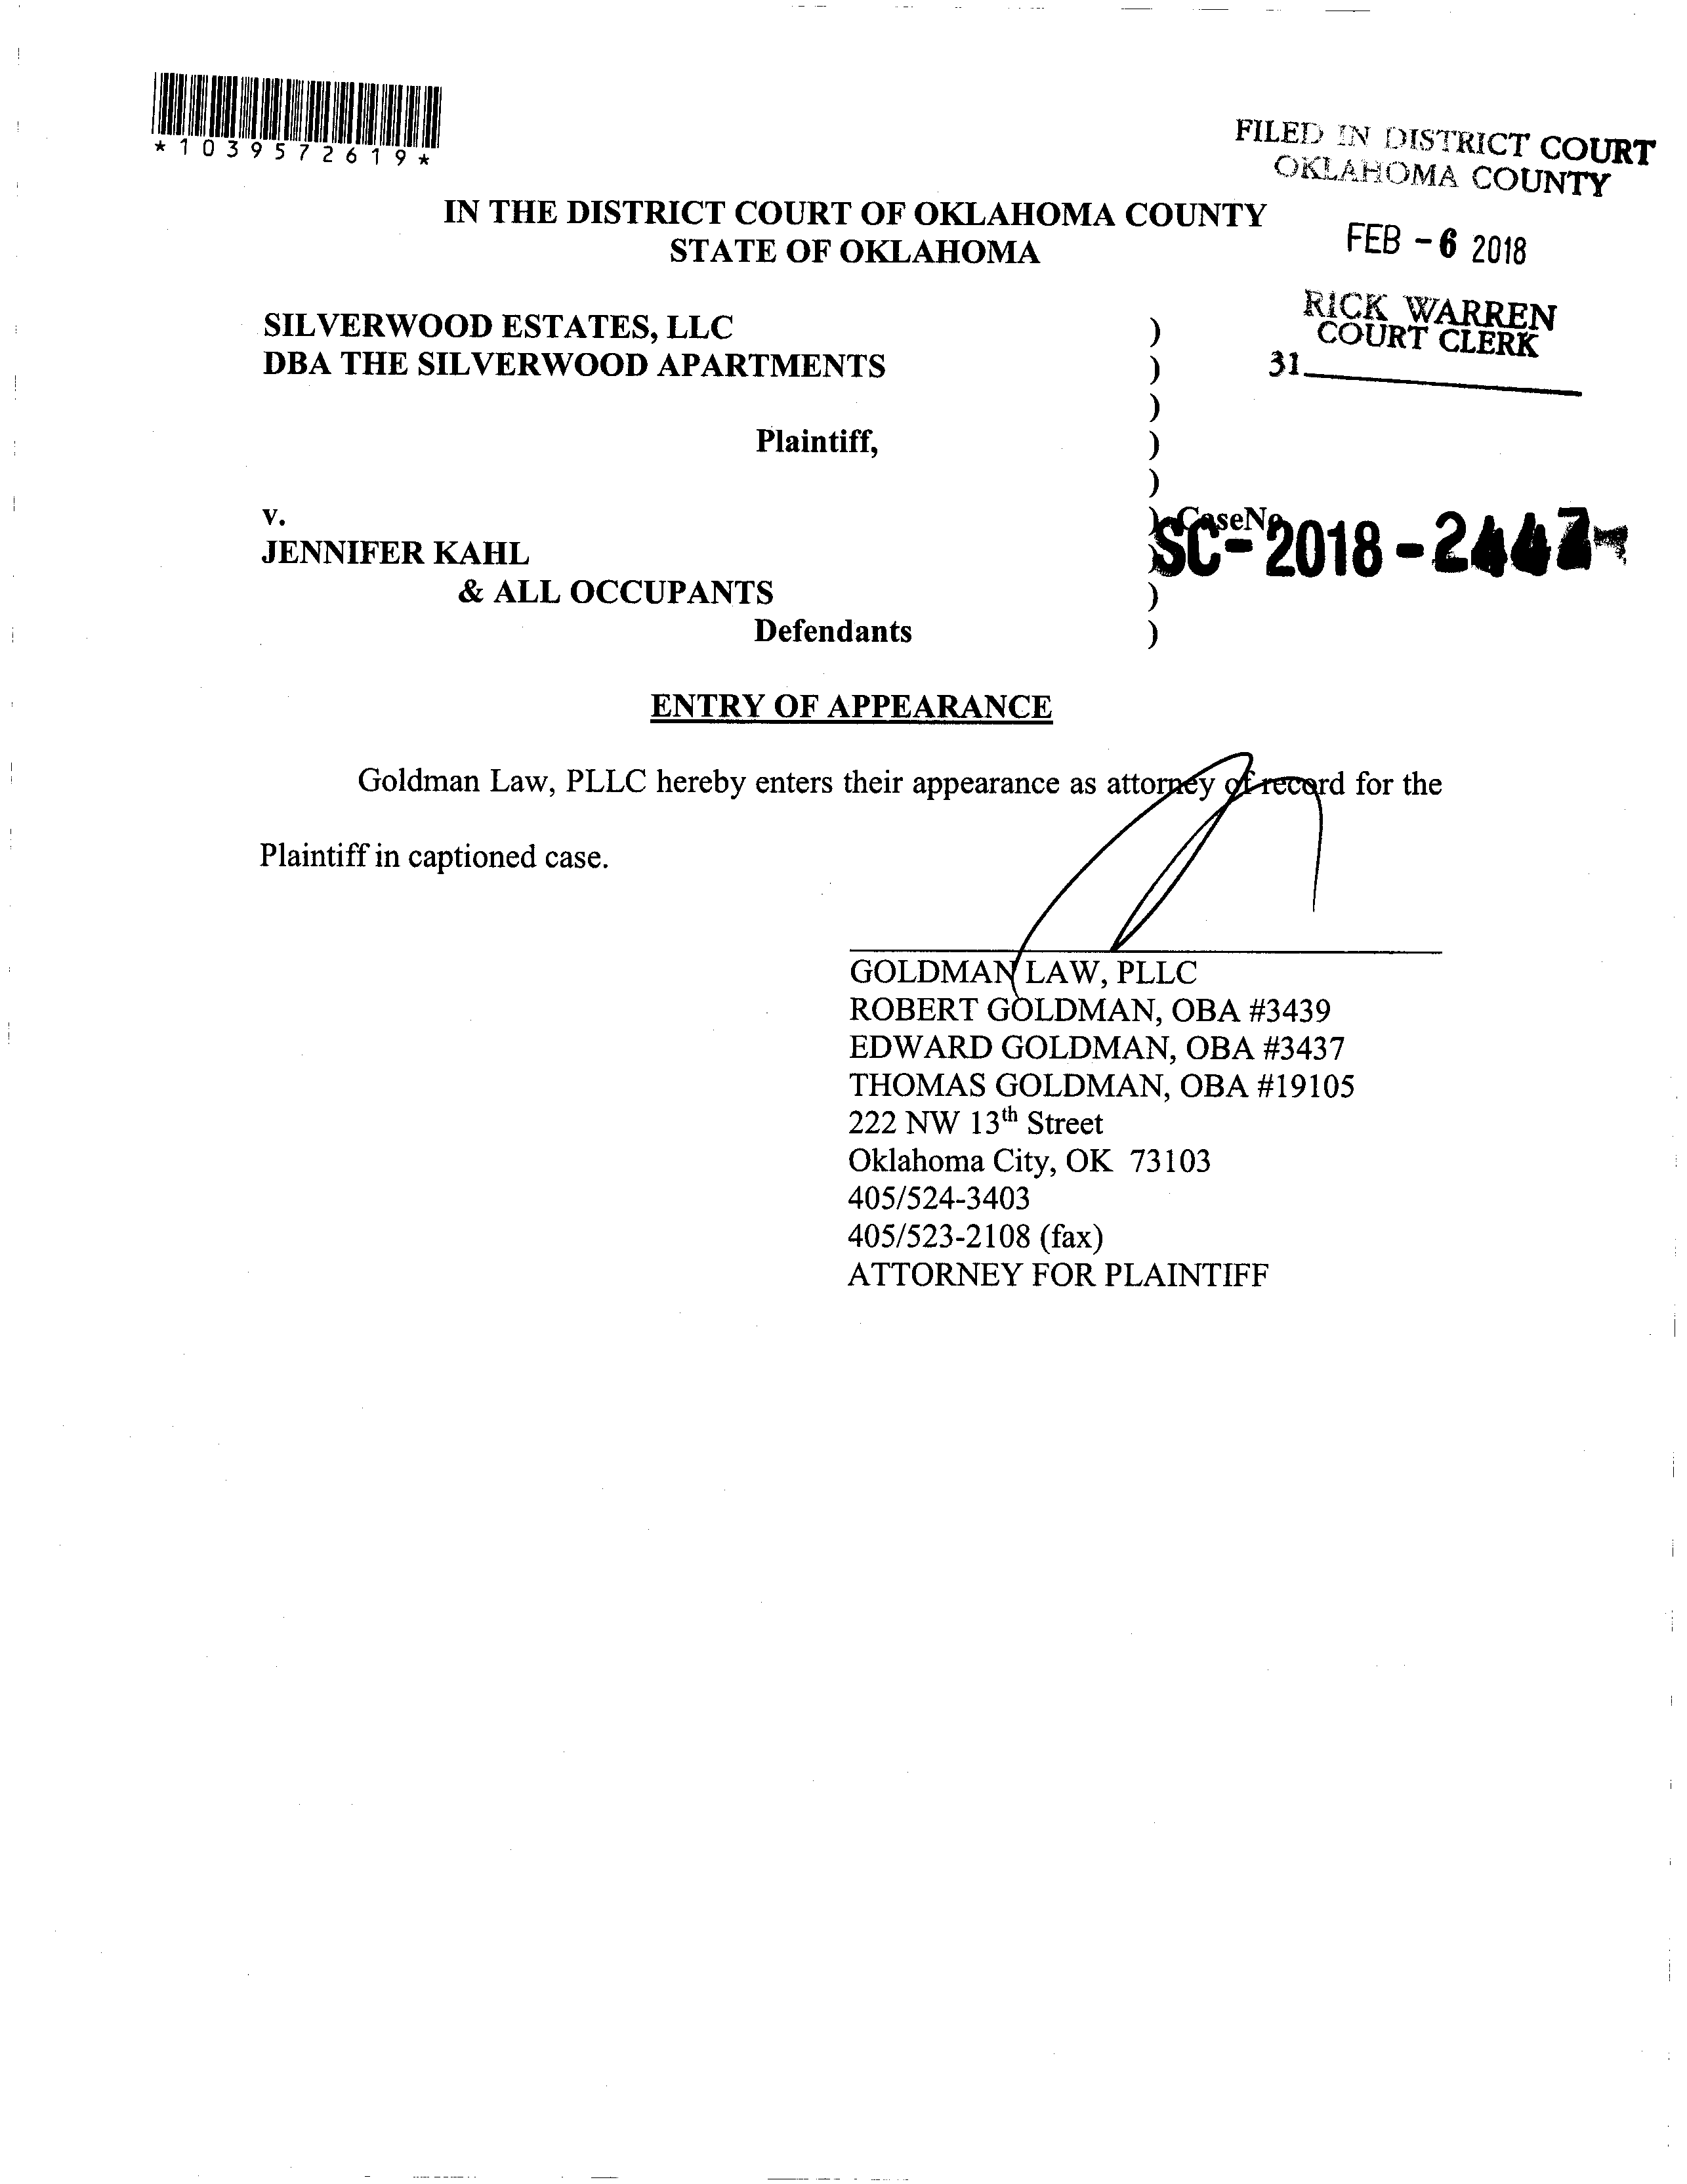 *1039572619*
FILED IN DISTRICT COURT
OKLAHOMA COUNTY
IN THE DISTRICT COURT OF OKLAHOMA COUNTY
STATE OF OKLAHOMA
FEB - 6 2018
RICK WARREN
COURT CLERK
31
SILVERWOOD ESTATES, LLC )
DBA THE SILVERWOOD APARTMENTS )
)
Plaintiff, )
)
v. ) Case No
JENNIFER KAHL )
SC-2018-
& ALL OCCUPANTS )
Defendants )
ENTRY OF APPEARANCE
Goldman Law, PLLC hereby enters their appearance as attorney of record for the
Plaintiff in captioned case.
GOLDMAN LAW, PLLC
ROBERT GOLDMAN, OBA #3439
EDWARD GOLDMAN, OBA #3437
THOMAS GOLDMAN, OBA #19105
222 NW 13th Street
Oklahoma City, OK 73103
405/524-3403
405/523-2108 (fax)
ATTORNEY FOR PLAINTIFF